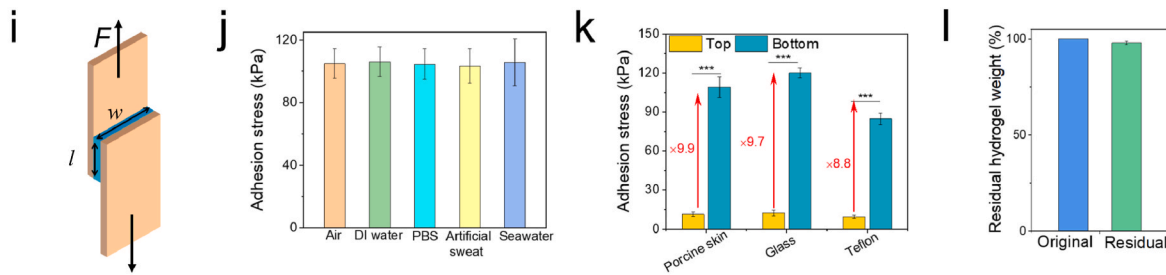 i
F
w
l
j
Adhesion stress (kPa)
120
80
40
0
Air
DI water
PBS
Artificial
sweat
Seawater
k
Adhesion stress (kPa)
150
120
90
60
30
0
Top
Bottom
***
***
***
×9.9
×9.7
×8.8
Porcine skin
Glass
Teflon
l
Residual hydrogel weight (%)
100
50
0
Original
Residual